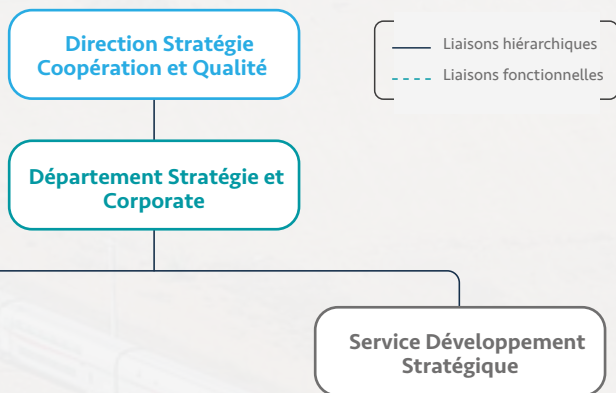 Direction Stratégie
Coopération et Qualité
Liaisons hiérarchiques
Liaisons fonctionnelles
Département Stratégie et
Corporate
Service Développement
Stratégique